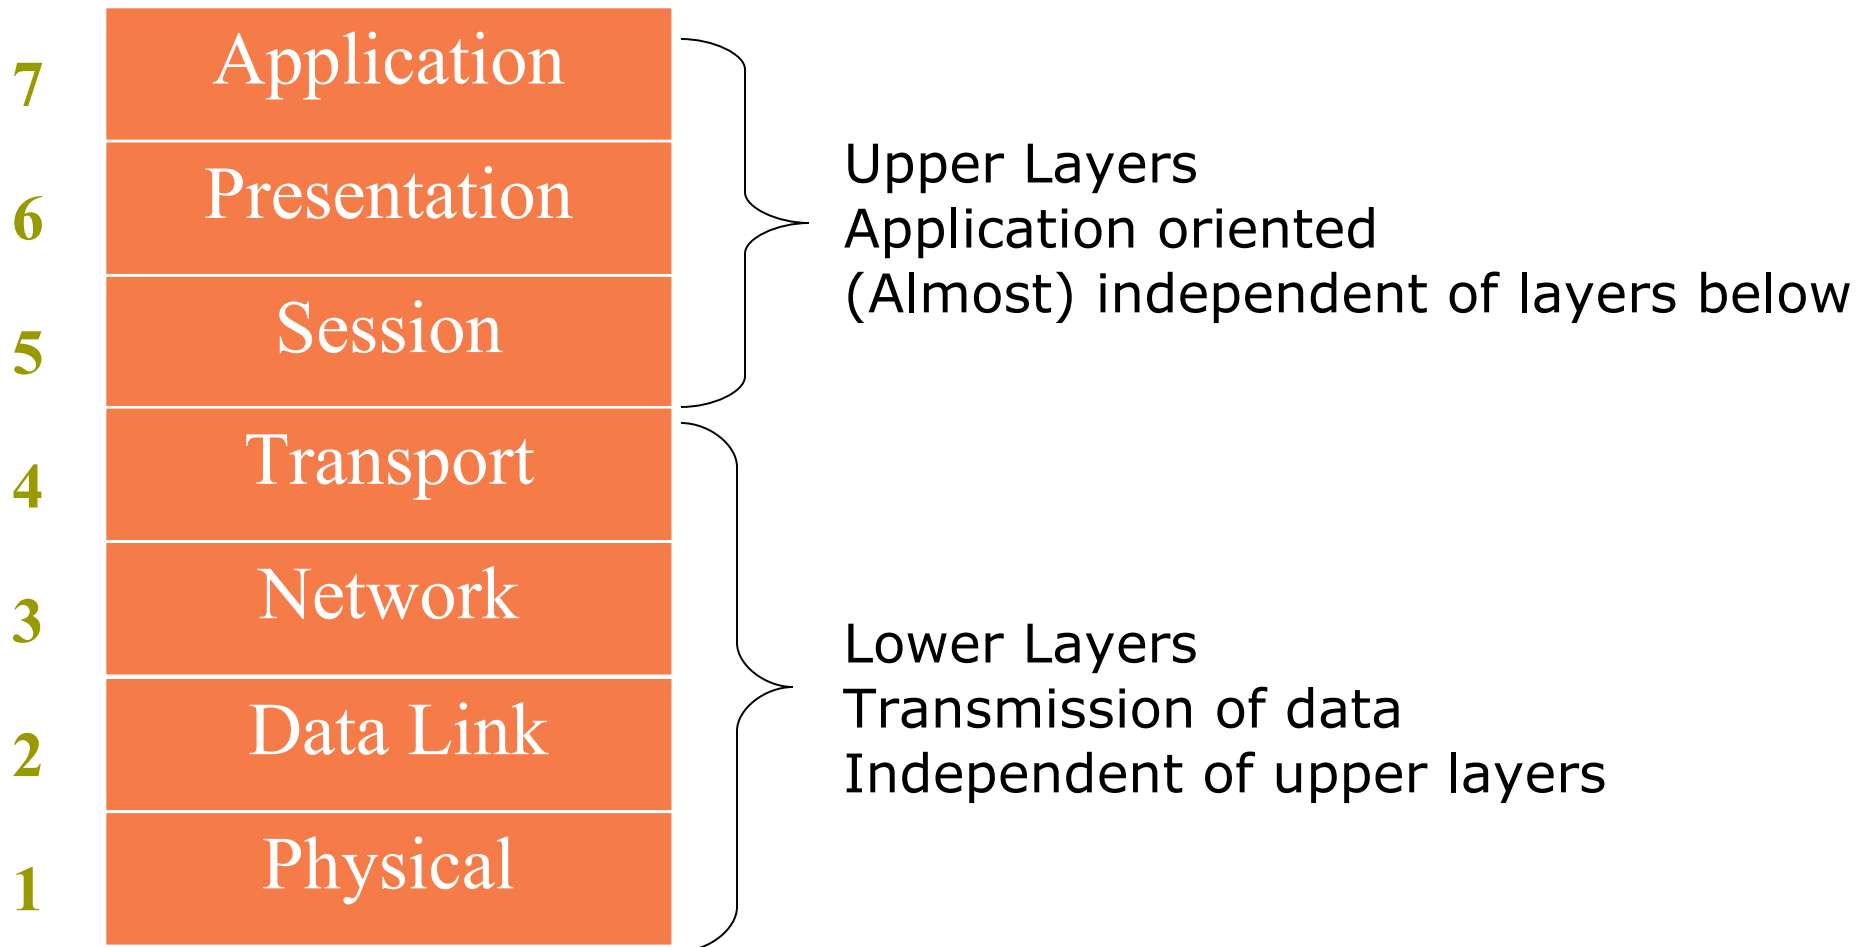 7 Application
6 Presentation
5 Session
4 Transport
3 Network
2 Data Link
1 Physical
Upper Layers
Application oriented
(Almost) independent of layers below
Lower Layers
Transmission of data
Independent of upper layers